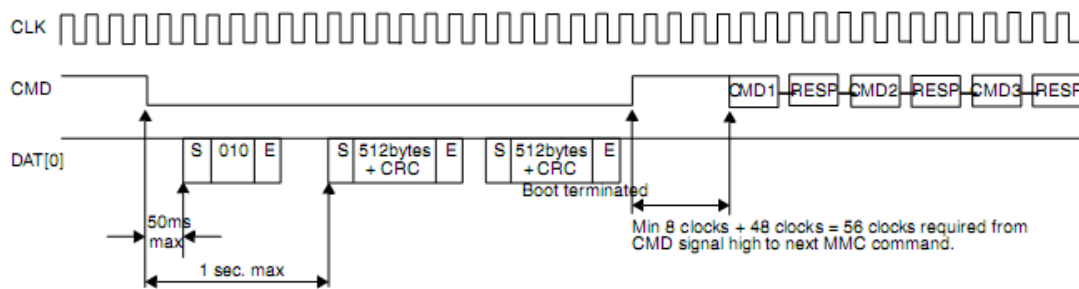 CLK
CMD
CMD1 RESP CMD2 RESP CMD3 RESP
DAT[0]
S 010 E S 512bytes + CRC E S 512bytes + CRC E
Boot terminated
50ms max
Min 8 clocks + 48 clocks = 56 clocks required from
CMD signal high to next MMC command.
1 sec. max